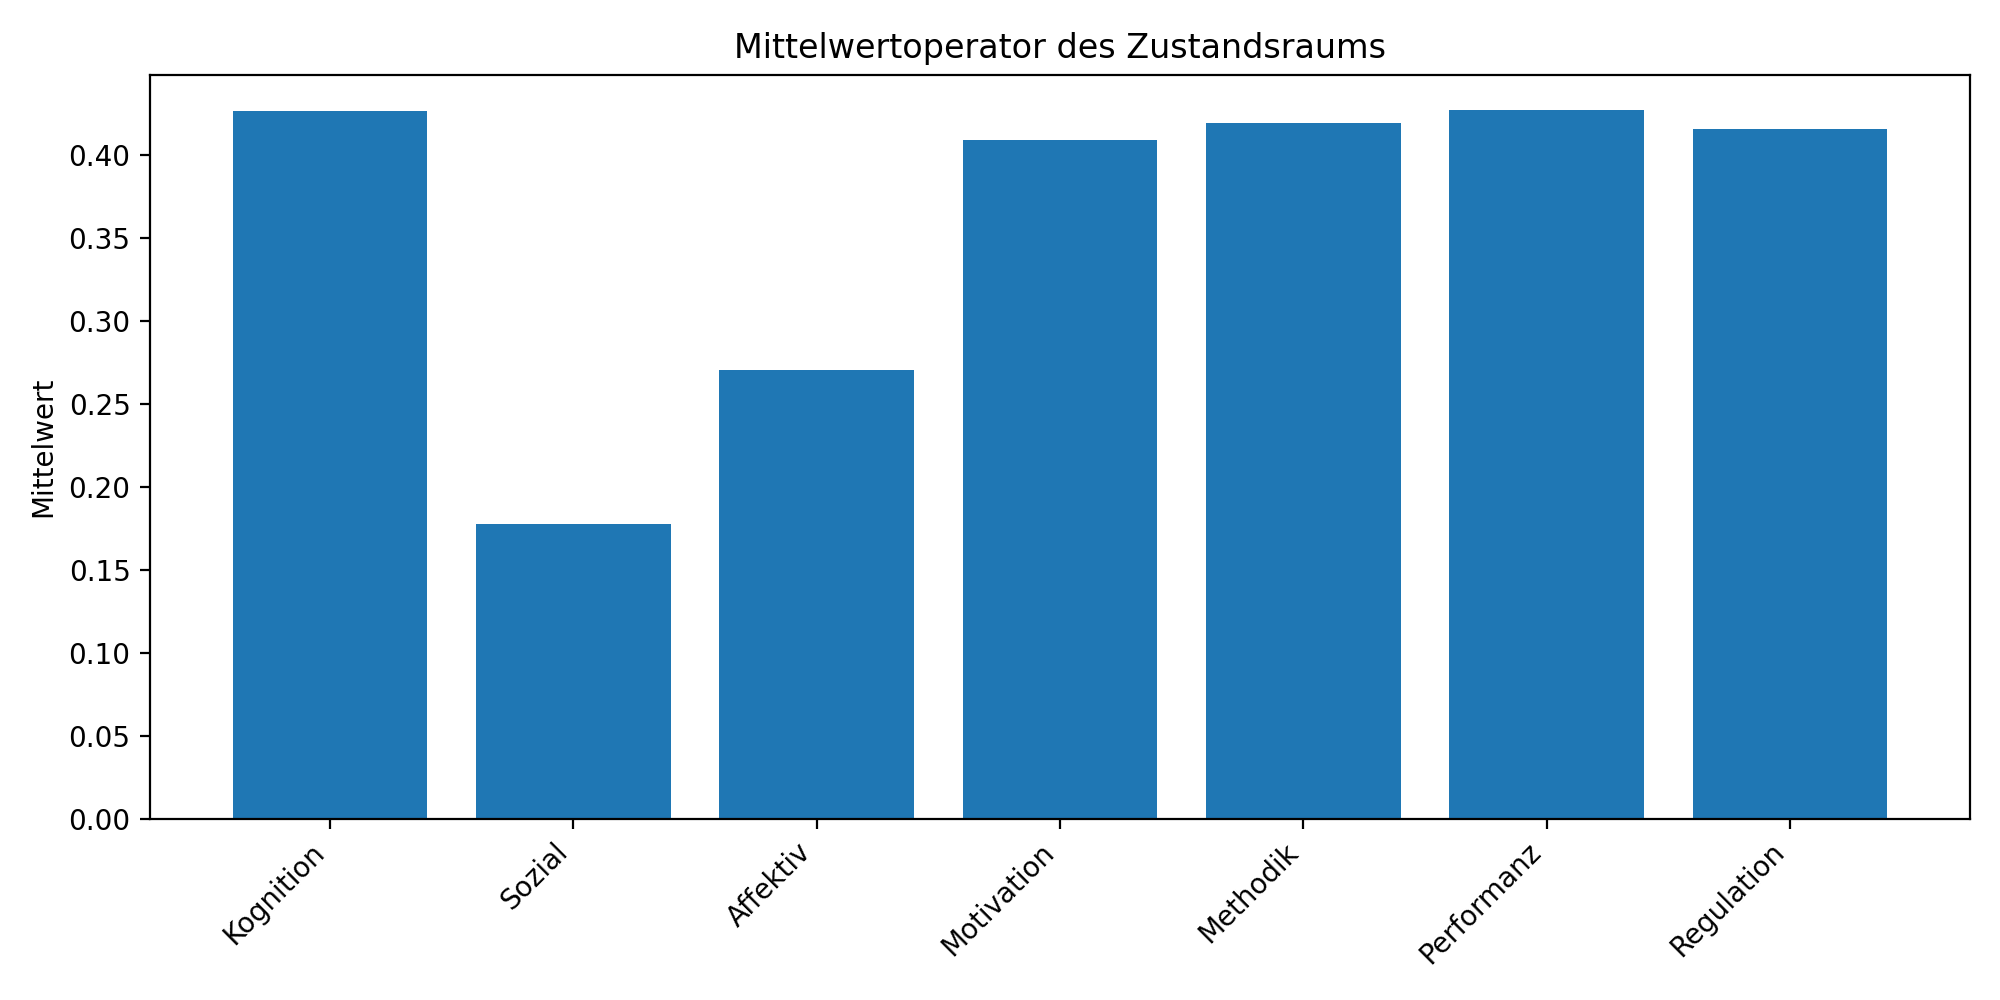 Mittelwertoperator des Zustandsraums
Mittelwert
0.40
0.35
0.30
0.25
0.20
0.15
0.10
0.05
0.00
Kognition
Sozial
Affektiv
Motivation
Methodik
Performanz
Regulation